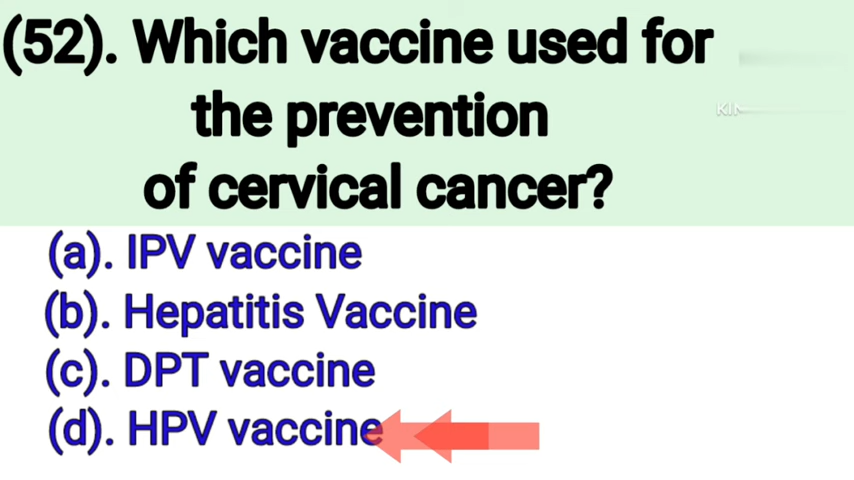 (52). Which vaccine used for
the prevention
of cervical cancer?
(a). IPV vaccine
(b). Hepatitis Vaccine
(c). DPT vaccine
(d). HPV vaccine